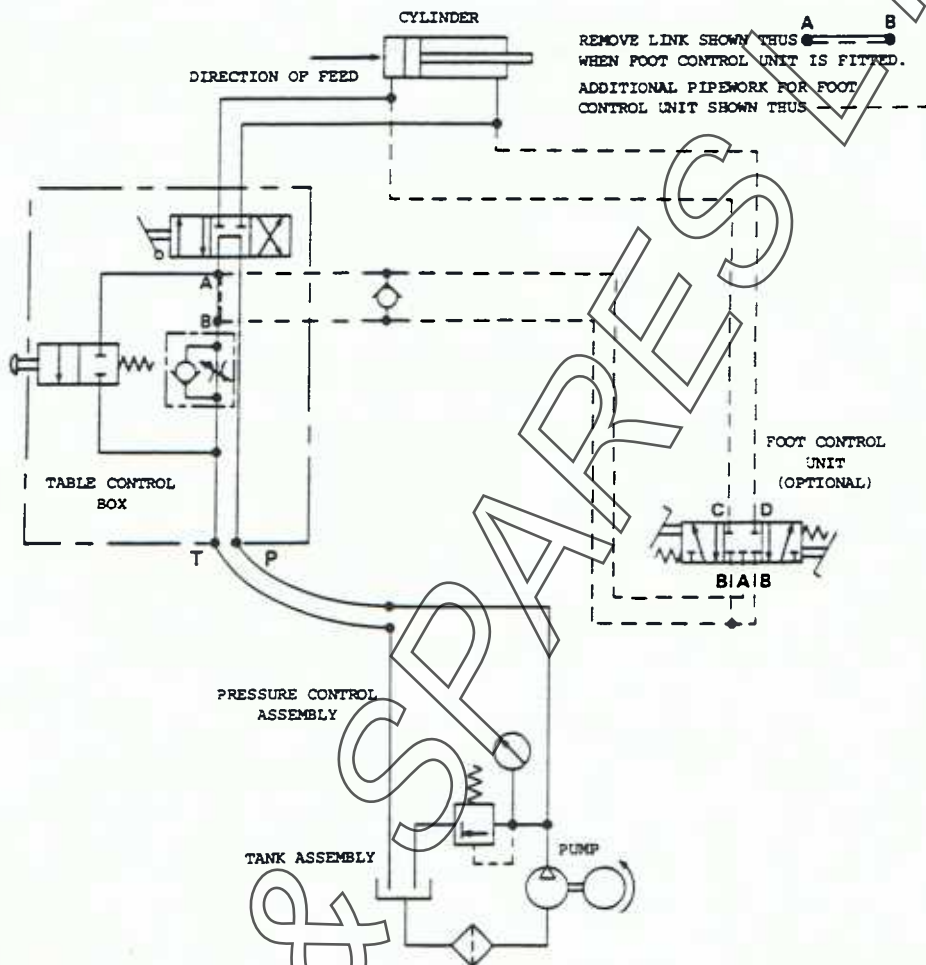 CYLINDER
A B
REMOVE LINK SHOWN THUS
WHEN FOOT CONTROL UNIT IS FITTED.
ADDITIONAL PIPEWORK FOR FOOT
CONTROL UNIT SHOWN THUS
DIRECTION OF FEED
A
B
TABLE CONTROL
BOX
T P
FOOT CONTROL
UNIT
(OPTIONAL)
C D
B A B
PRESSURE CONTROL
ASSEMBLY
TANK ASSEMBLY
PUMP
& SPARES